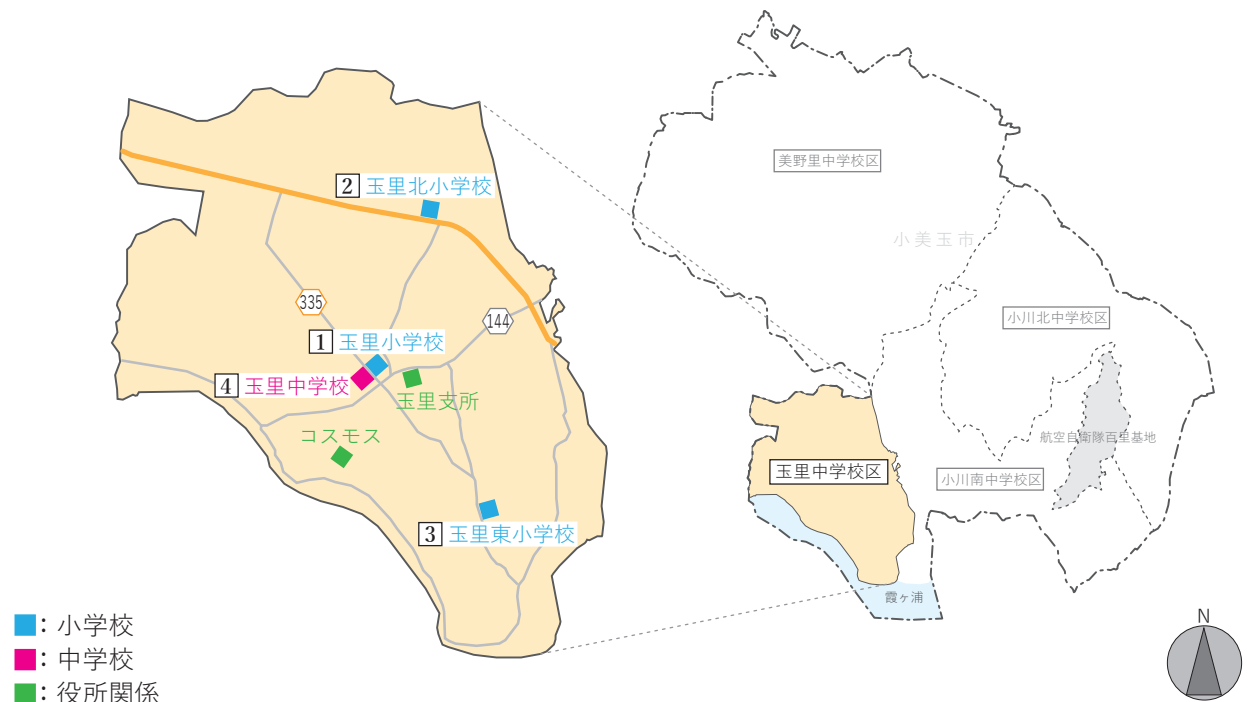 2 玉里北小学校
335
144
1 玉里小学校
4 玉里中学校
玉里支所
コスモス
3 玉里東小学校
■：小学校
■：中学校
■：役所関係
美野里中学校区
小美玉市
小川北中学校区
航空自衛隊百里基地
玉里中学校区
小川南中学校区
霞ヶ浦
N